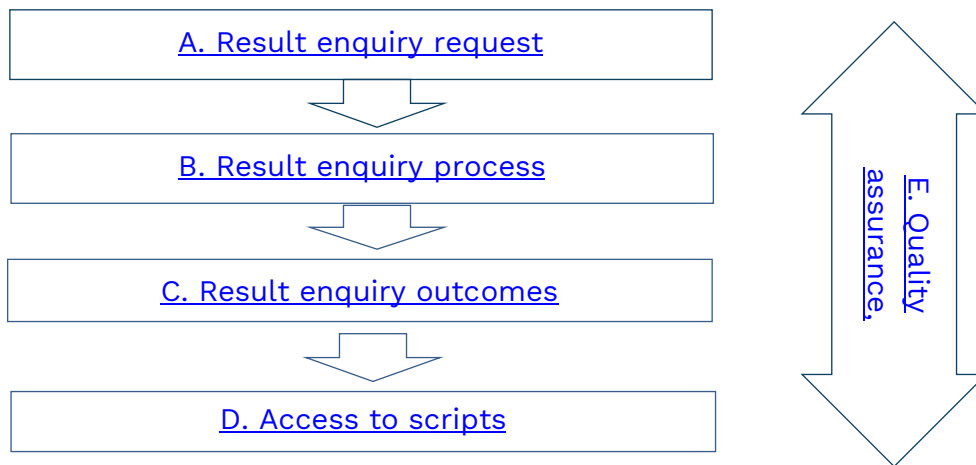 A. Result enquiry request
B. Result enquiry process
C. Result enquiry outcomes
D. Access to scripts
E. Quality
assurance,